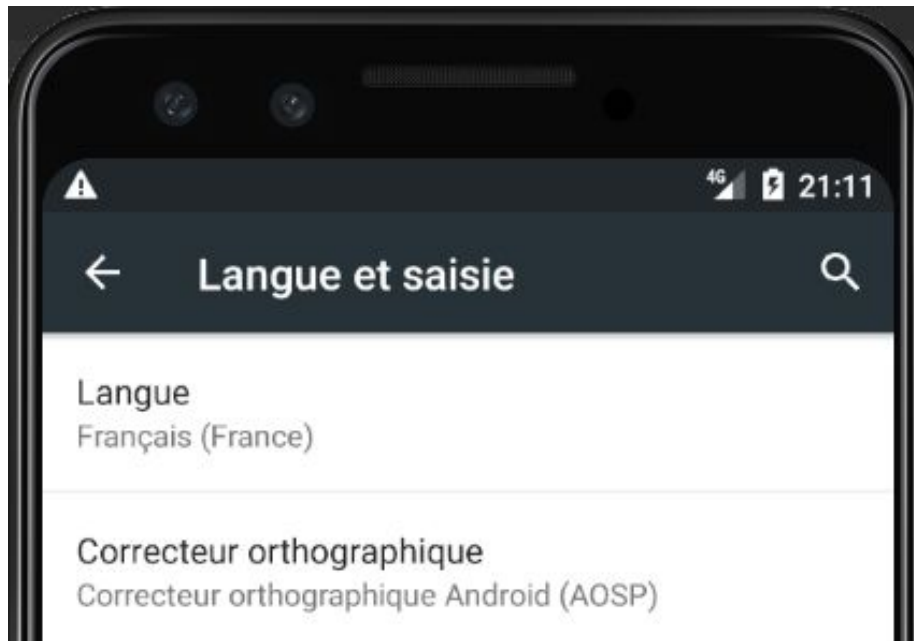 4G 21:11
Langue et saisie
Langue
Français (France)
Correcteur orthographique
Correcteur orthographique Android (AOSP)